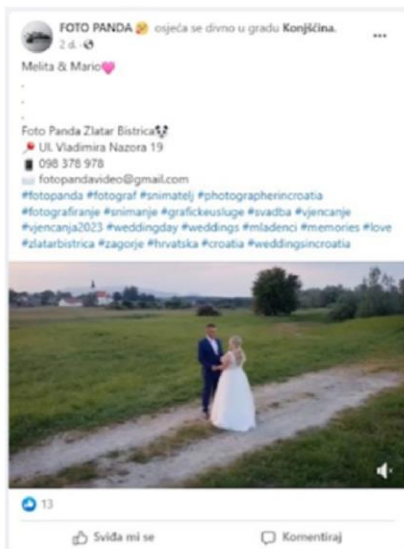 FOTO PANDA osjeća se divno u gradu Konjščina.
2 d.
Melita & Mario
.
.
.
Foto Panda Zlatar Bistrica
Ul. Vladimira Nazora 19
098 378 978
fotopandavideo@gmail.com
#fotopanda #fotograf #snimatelj #photographerincroatia
#fotografiranje #snimanje #grafickeusluge #svadba #vjencanje
#vjencanja2023 #weddingday #weddings #mladenci #memories #love
#zlatarbistrica #zagorje #hrvatska #croatia #weddingsincroatia
13
Sviđa mi se
Komentiraj